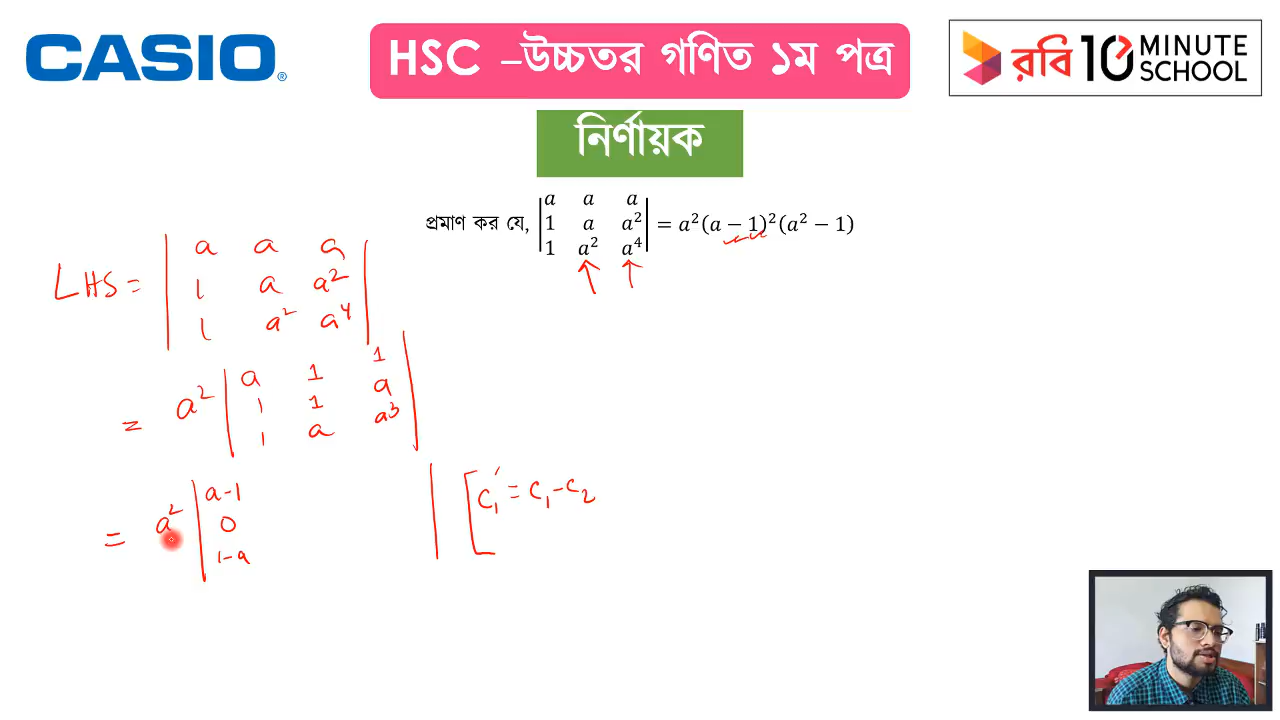 CASIO
HSC –উচ্চতর গণিত ১ম পত্র
রবি 10 MINUTE SCHOOL
নির্ণায়ক
প্রমাণ কর যে, | a a a |
| 1 a a² | = a²(a − 1)²(a² − 1)
| 1 a² a⁴ |
| a a a |
LHS = | 1 a a² |
| 1 a² a⁴ |
| a 1 1 |
= a² | 1 1 a |
| 1 a a³ |
| a-1 | [ C₁′ = C₁-C₂
= a² | 0 |
| 1-a |